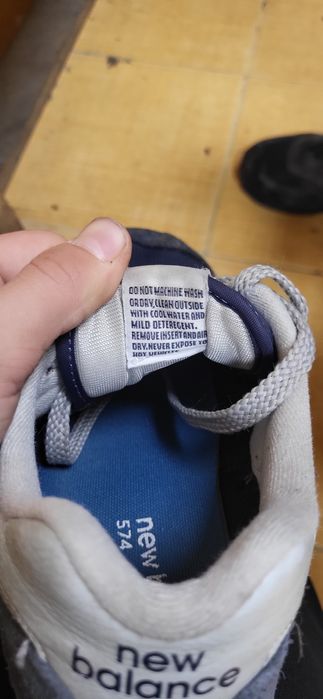 DO NOT MACHINE WASH
OR DRY, CLEAN OUTSIDE
WITH COOL WATER AND
MILD DETEREGENT.
REMOVE INSERT AND AIR
DRY. NEVER EXPOSE TO
new
574
new
balance